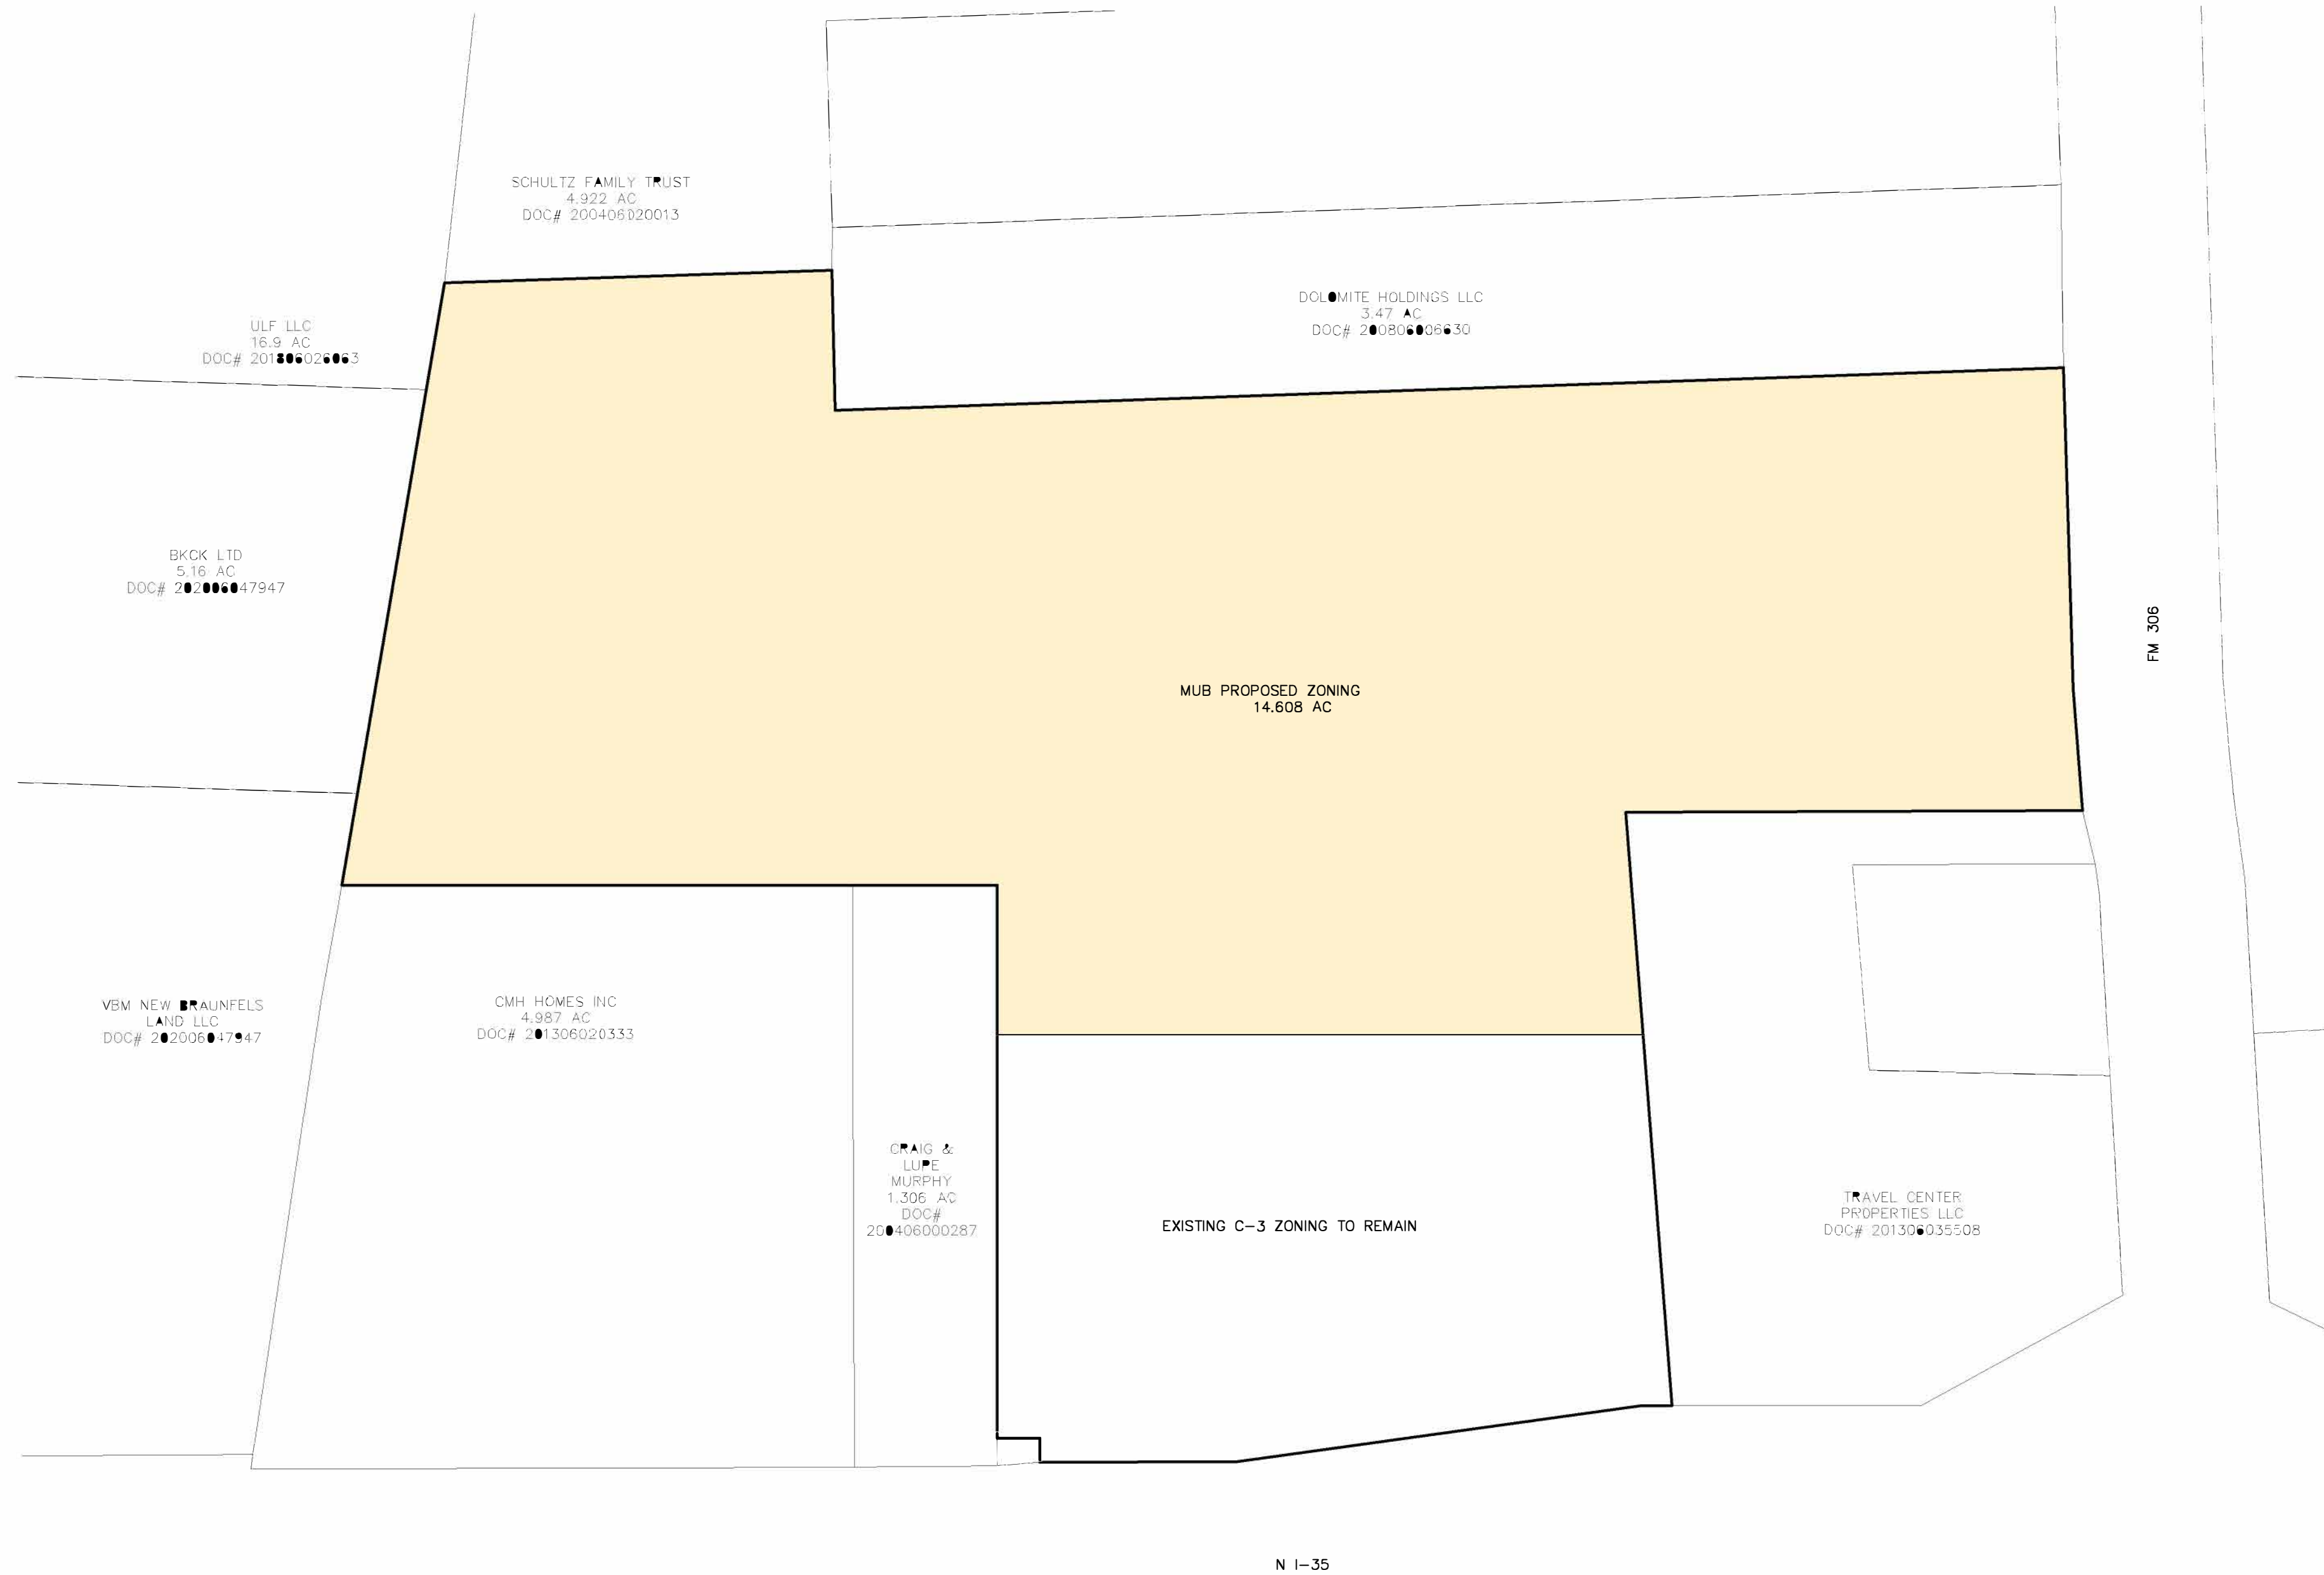 SCHULTZ FAMILY TRUST
4.922 AC
DOC# 200406020013
DOLOMITE HOLDINGS LLC
3.47 AC
DOC# 200806006630
ULF LLC
16.9 AC
DOC# 201806026063
BKCK LTD
5.16 AC
DOC# 202006047947
FM 306
MUB PROPOSED ZONING
14.608 AC
VBM NEW BRAUNFELS
LAND LLC
DOC# 202006047947
CMH HOMES INC
4.987 AC
DOC# 201306020333
CRAIG &
LUPE
MURPHY
1.306 AC
DOC#
200406000287
EXISTING C-3 ZONING TO REMAIN
TRAVEL CENTER
PROPERTIES LLC
DOC# 201306035508
N I-35